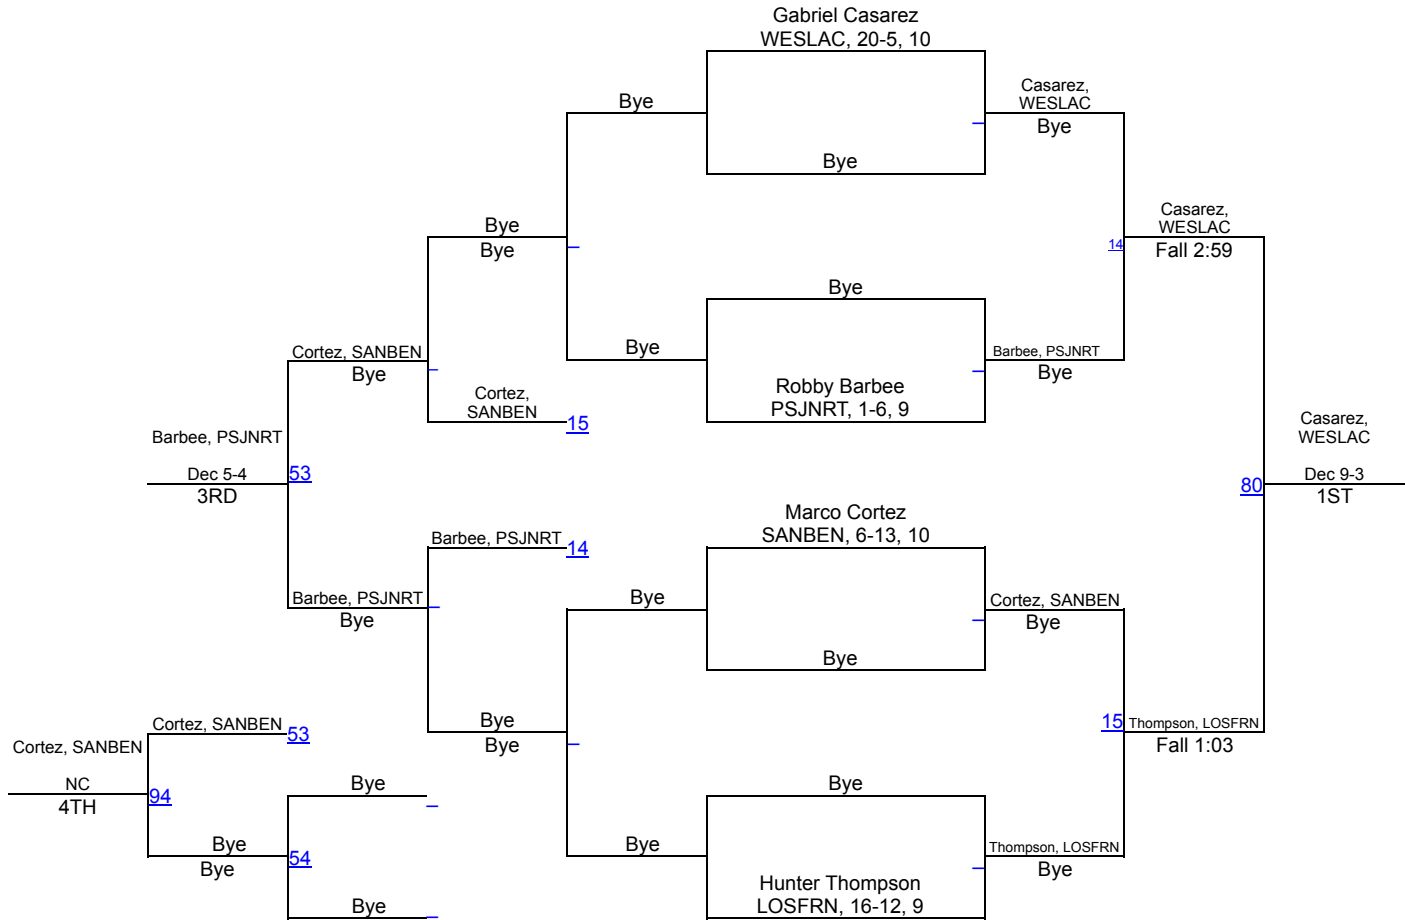 Gabriel Casarez
WESLAC, 20-5, 10
Casarez,
WESLAC
Bye
Bye
Bye
Casarez,
WESLAC
Fall 2:59
14
Bye
Bye
Bye
Bye
Barbee, PSJNRT
Bye
Robby Barbee
PSJNRT, 1-6, 9
Cortez, SANBEN
Bye
Cortez,
SANBEN
15
Barbee, PSJNRT
Dec 5-4
3RD
53
Casarez,
WESLAC
Dec 9-3
1ST
80
Marco Cortez
SANBEN, 6-13, 10
Barbee, PSJNRT
14
Barbee, PSJNRT
Bye
Bye
Cortez, SANBEN
Bye
Bye
Bye
Bye
15
Thompson, LOSFRN
Fall 1:03
Cortez, SANBEN
53
Cortez, SANBEN
NC
4TH
94
Bye
Bye
Bye
Bye
54
Bye
Bye
Thompson, LOSFRN
Bye
Hunter Thompson
LOSFRN, 16-12, 9
Bye